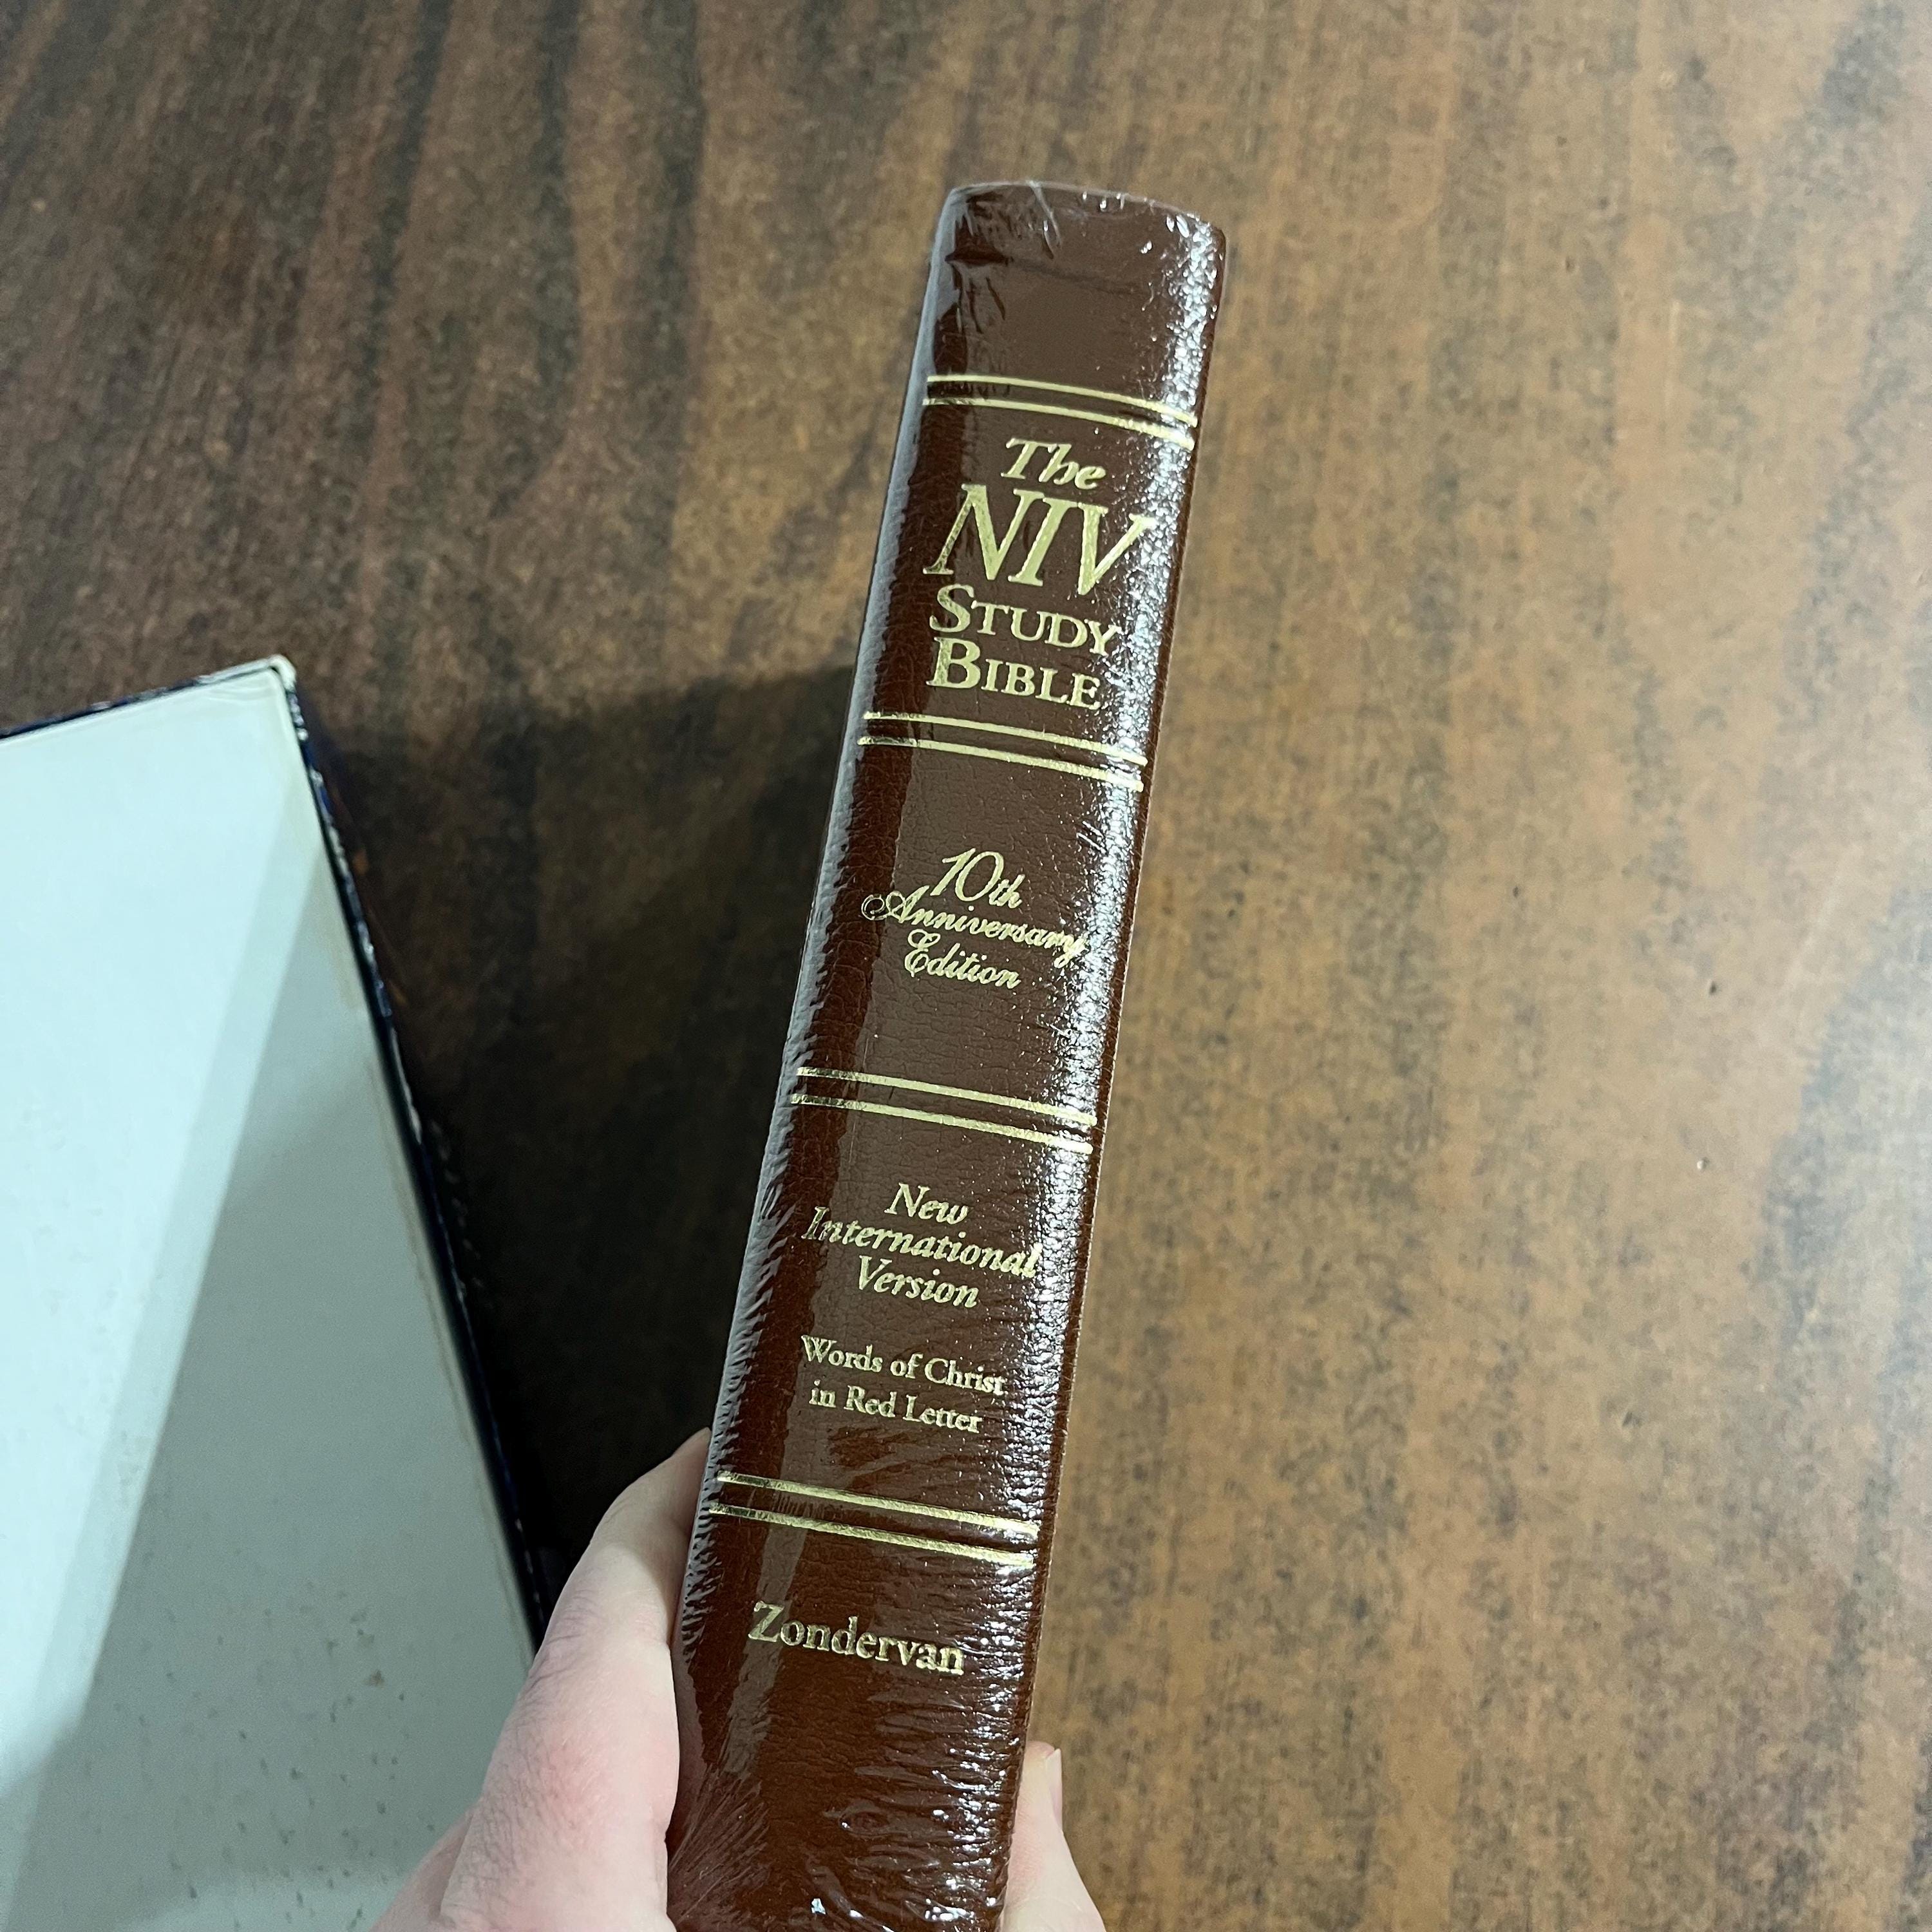 The
NIV
STUDY
BIBLE
10th
Anniversary
Edition
New
International
Version
Words of Christ
in Red Letter
Zondervan